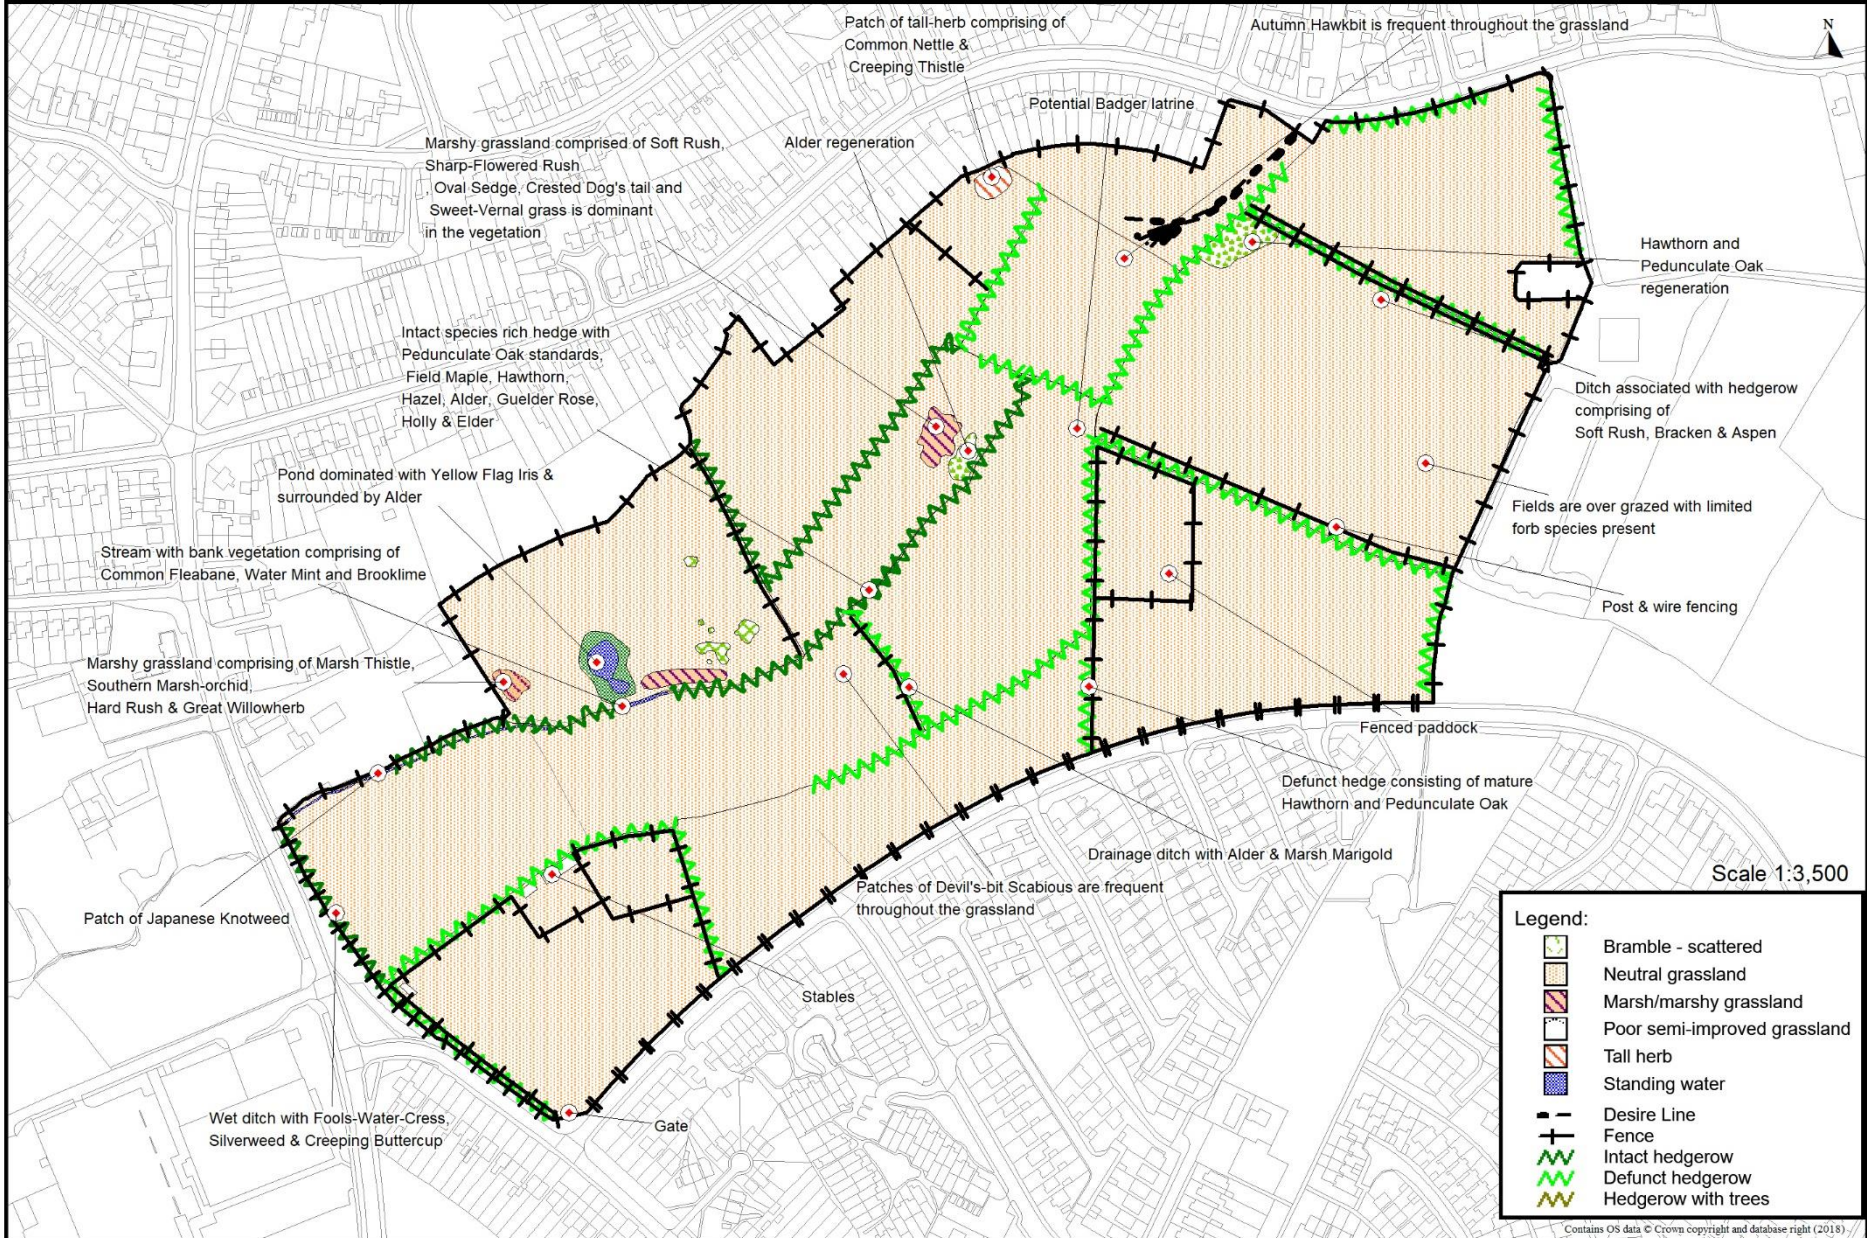 Patch of tall-herb comprising of
Common Nettle &
Creeping Thistle
Autumn Hawkbit is frequent throughout the grassland
N
Potential Badger latrine
Alder regeneration
Marshy grassland comprised of Soft Rush,
Sharp-Flowered Rush
, Oval Sedge, Crested Dog's tail and
Sweet-Vernal grass is dominant
in the vegetation
Hawthorn and
Pedunculate Oak
regeneration
Intact species rich hedge with
Pedunculate Oak standards,
Field Maple, Hawthorn,
Hazel, Alder, Guelder Rose,
Holly & Elder
Ditch associated with hedgerow
comprising of
Soft Rush, Bracken & Aspen
Pond dominated with Yellow Flag Iris &
surrounded by Alder
Fields are over grazed with limited
forb species present
Stream with bank vegetation comprising of
Common Fleabane, Water Mint and Brooklime
Post & wire fencing
Marshy grassland comprising of Marsh Thistle,
Southern Marsh-orchid,
Hard Rush & Great Willowherb
Fenced paddock
Defunct hedge consisting of mature
Hawthorn and Pedunculate Oak
Drainage ditch with Alder & Marsh Marigold
Patches of Devil's-bit Scabious are frequent
throughout the grassland
Patch of Japanese Knotweed
Stables
Wet ditch with Fools-Water-Cress,
Silverweed & Creeping Buttercup
Gate
Scale 1:3,500
Legend:
Bramble - scattered
Neutral grassland
Marsh/marshy grassland
Poor semi-improved grassland
Tall herb
Standing water
Desire Line
Fence
Intact hedgerow
Defunct hedgerow
Hedgerow with trees
Contains OS data © Crown copyright and database right (2018)